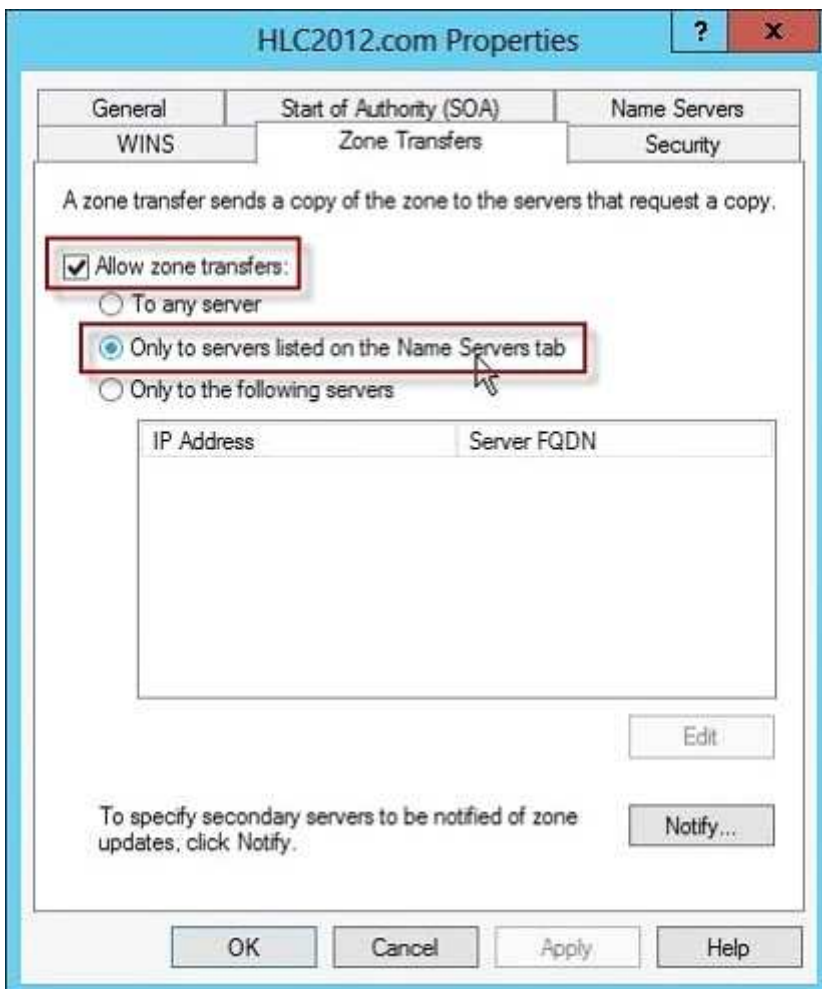 HLC2012.com Properties
? x
General Start of Authority (SOA) Name Servers
WINS Zone Transfers Security
A zone transfer sends a copy of the zone to the servers that request a copy.
Allow zone transfers:
To any server
Only to servers listed on the Name Servers tab
Only to the following servers
IP Address Server FQDN
Edit
To specify secondary servers to be notified of zone
updates, click Notify.
Notify...
OK Cancel Apply Help